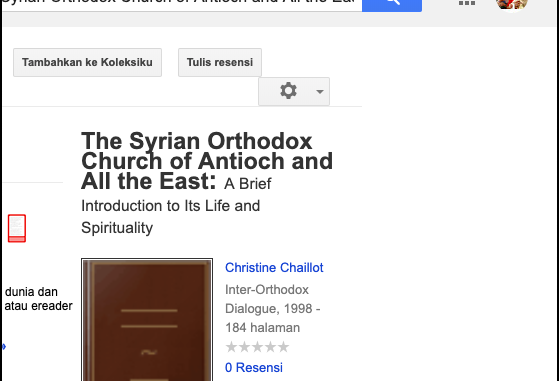 Syrian Orthodox Church of Antioch and All the Ea
Tambahkan ke Koleksiku
Tulis resensi
The Syrian Orthodox
Church of Antioch and
All the East: A Brief
Introduction to Its Life and
Spirituality
dunia dan
atau ereader
Christine Chaillot
Inter-Orthodox
Dialogue, 1998 -
184 halaman
0 Resensi